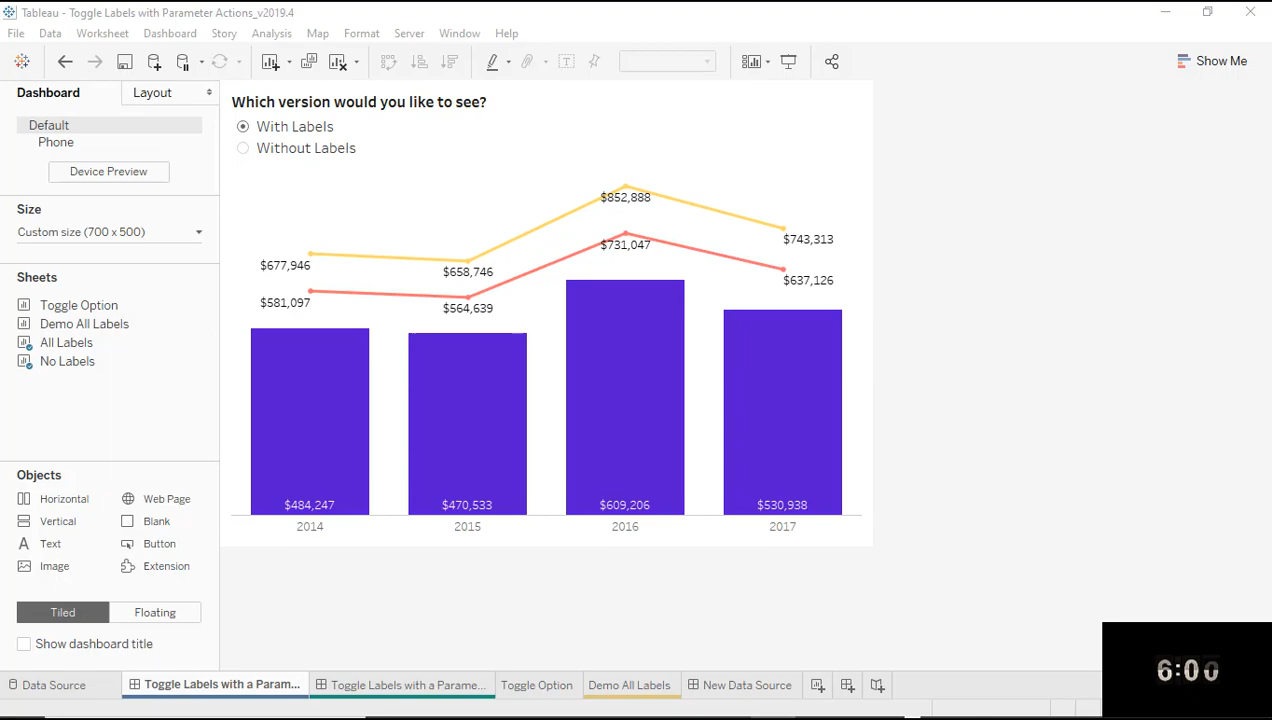 Tableau - Toggle Labels with Parameter Actions_v2019.4
File Data Worksheet Dashboard Story Analysis Map Format Server Window Help
Show Me
Dashboard Layout
Default
Phone
Device Preview
Size
Custom size (700 x 500)
Sheets
Toggle Option
Demo All Labels
All Labels
No Labels
Objects
Horizontal Web Page
Vertical Blank
Text Button
Image Extension
Tiled Floating
Show dashboard title
Which version would you like to see?
With Labels
Without Labels
$852,888
$743,313
$731,047
$677,946
$658,746
$637,126
$581,097
$564,639
$484,247 $470,533 $609,206 $530,938
2014 2015 2016 2017
6:00
Data Source Toggle Labels with a Param... Toggle Labels with a Parame... Toggle Option Demo All Labels New Data Source